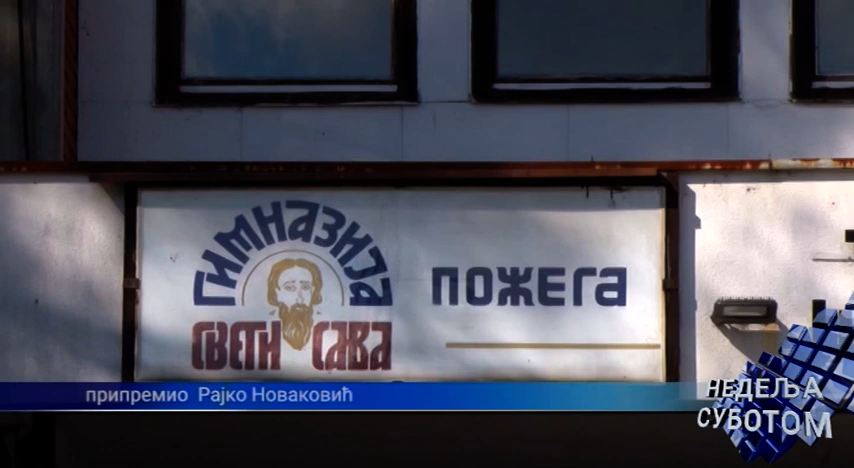 ГИМНАЗИЈА
СВЕТИ САВА
ПОЖЕГА
припремио Рајко Новаковић
НЕДЕЉА
СУБОТОМ